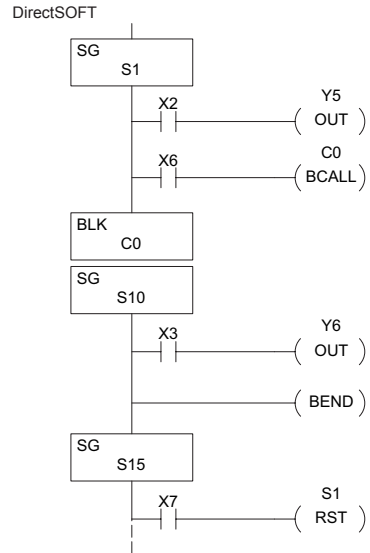 DirectSOFT
SG
S1
X2
Y5
OUT
X6
C0
BCALL
BLK
C0
SG
S10
X3
Y6
OUT
BEND
SG
S15
X7
S1
RST